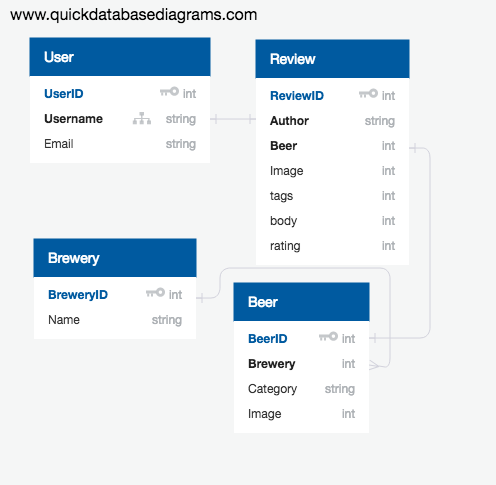 www.quickdatabasediagrams.com
User
UserID int
Username string
Email string
Review
ReviewID int
Author string
Beer int
Image int
tags int
body int
rating int
Brewery
BreweryID int
Name string
Beer
BeerID int
Brewery int
Category string
Image int